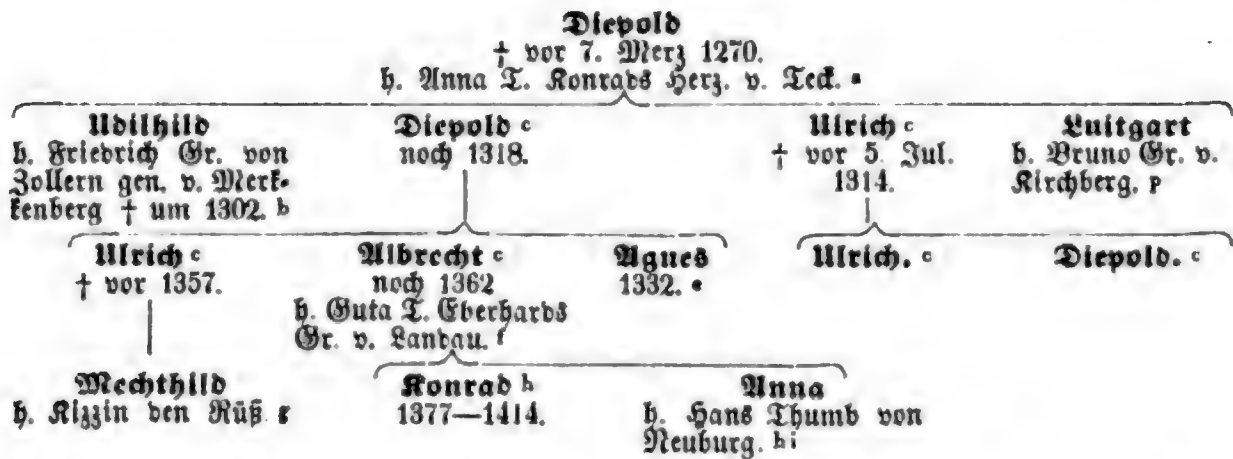 Diepold
† vor 7. Merz 1270.
h. Anna T. Konrads Herz. v. Teck. a
Udilhild
h. Friedrich Gr. von
Zollern gen. v. Merk-
kenberg † um 1302. b
Diepold c
noch 1318.
Ulrich c
† vor 5. Jul.
1314.
Luitgart
h. Bruno Gr. v.
Kirchberg. p
Ulrich c
† vor 1357.
Albrecht c
noch 1362
h. Guta T. Eberhards
Gr. v. Landau. f
Agnes
1332. e
Ulrich. c
Diepold. c
Mechthild
h. Kizzin den Rüß. g
Konrad h
1377—1414.
Anna
h. Hans Thumb von
Neuburg. h i